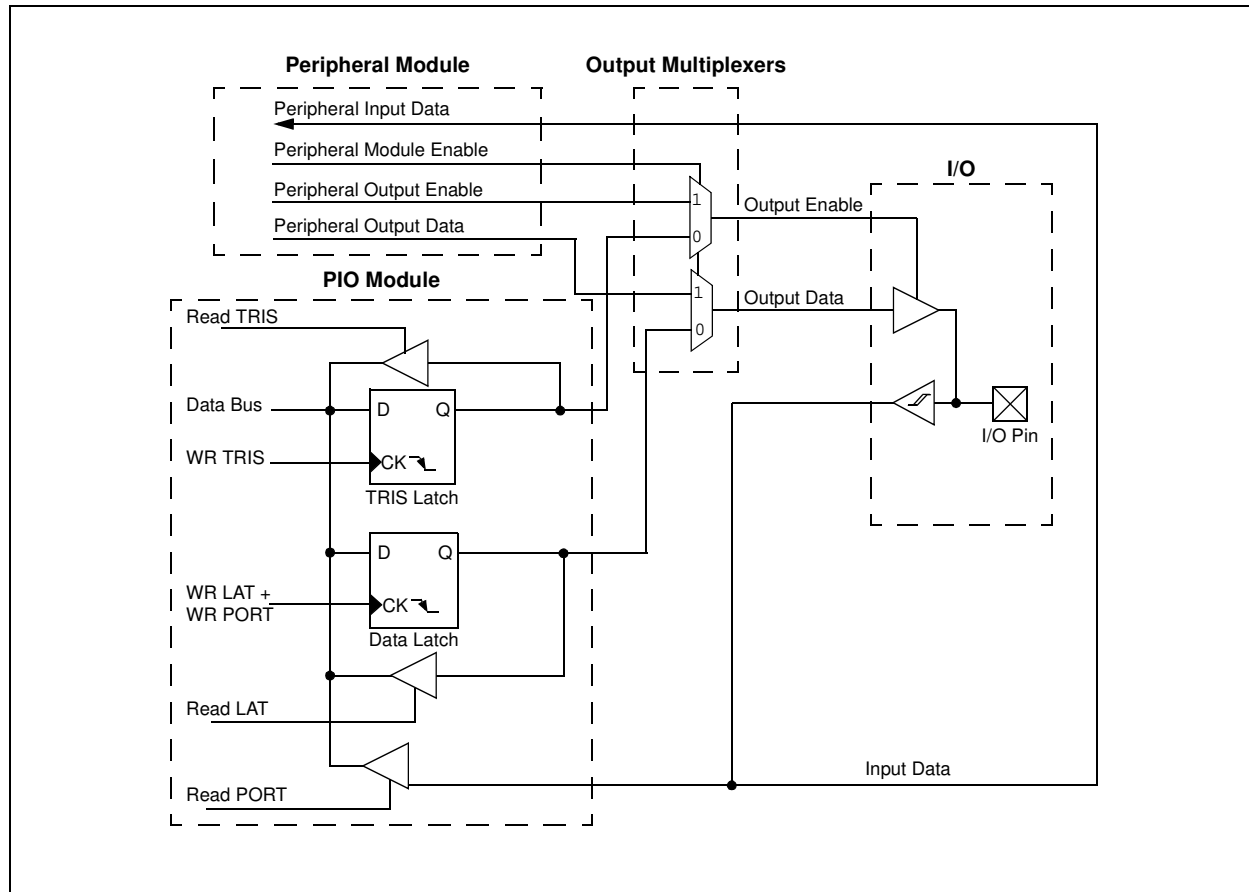 Peripheral Module
Output Multiplexers
Peripheral Input Data
Peripheral Module Enable
Peripheral Output Enable
Peripheral Output Data
1
0
1
0
Output Enable
Output Data
I/O
I/O Pin
PIO Module
Read TRIS
Data Bus
D Q
WR TRIS
CK
TRIS Latch
D Q
WR LAT +
WR PORT
CK
Data Latch
Read LAT
Read PORT
Input Data